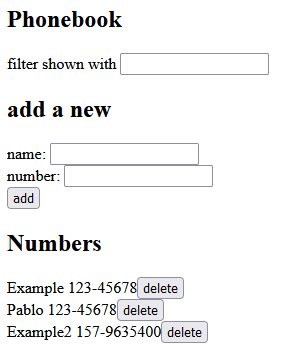 Phonebook
filter shown with
add a new
name:
number:
add
Numbers
Example 123-45678 delete
Pablo 123-45678 delete
Example2 157-9635400 delete